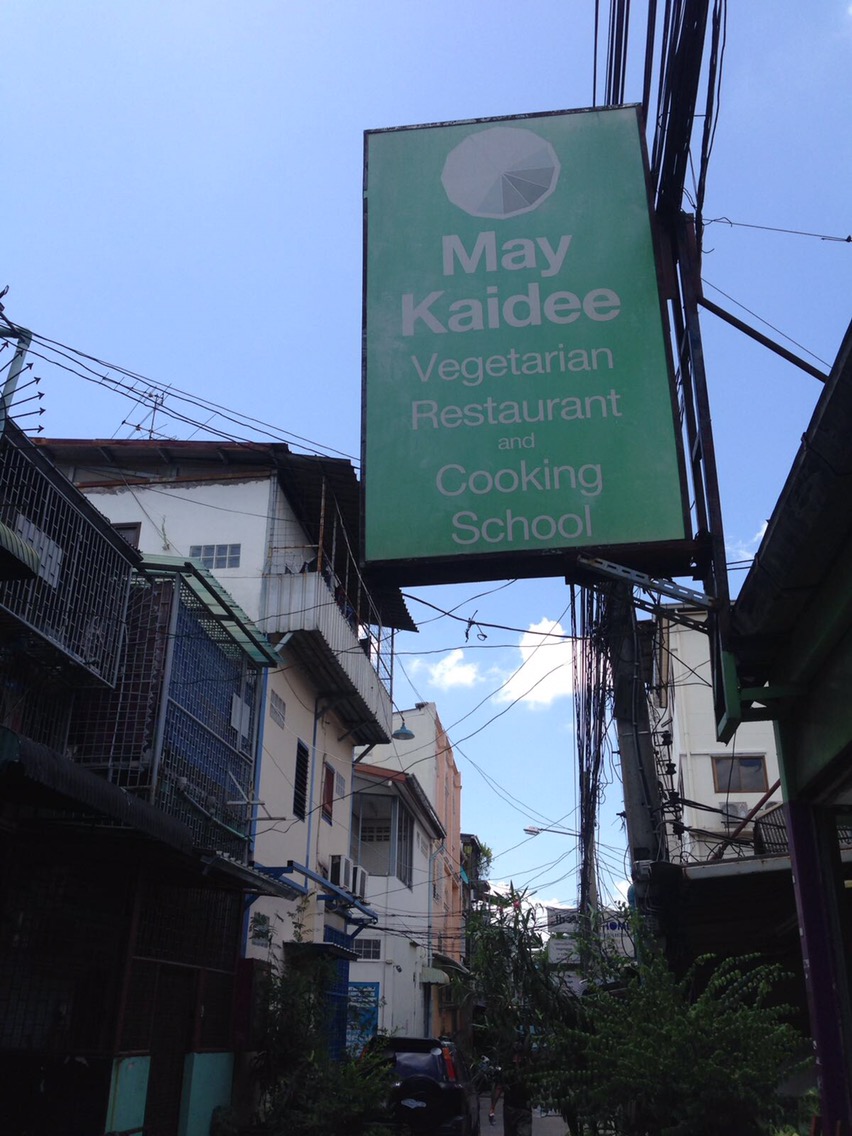 May
Kaidee
Vegetarian
Restaurant
and
Cooking
School